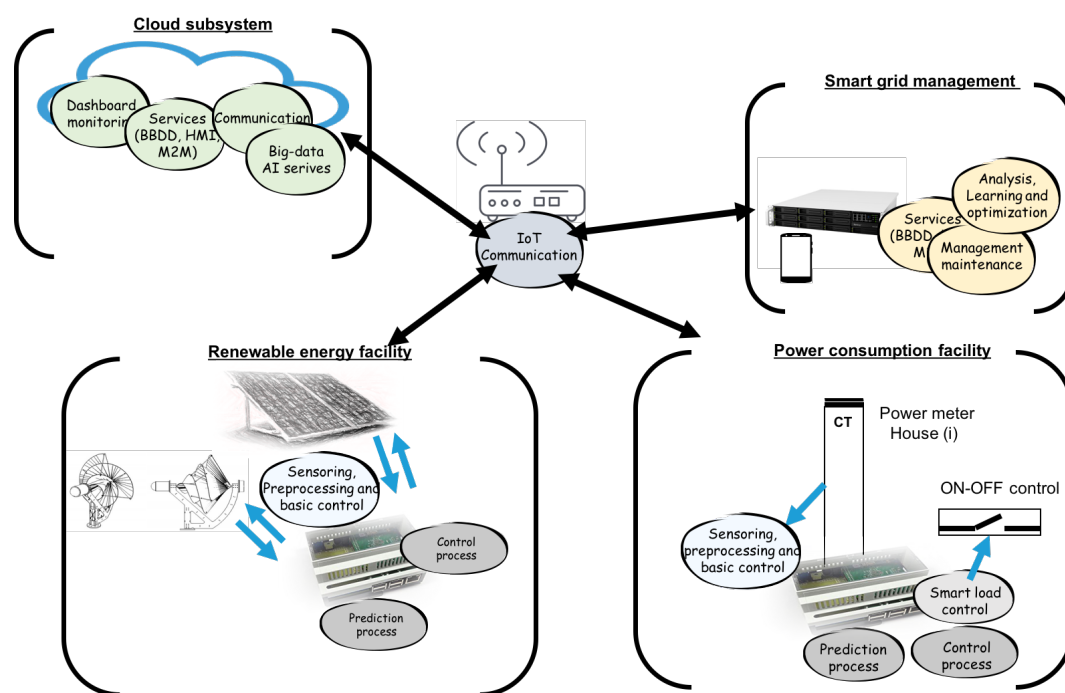 Cloud subsystem
Dashboard
monitorin
Services
(BBDD, HMI,
M2M)
Communication
Big-data
AI serives
Smart grid management
Analysis,
Learning and
optimization
Services
(BBDD,
M
Management
maintenance
IoT
Communication
Renewable energy facility
Sensoring,
Preprocessing and
basic control
Control
process
Prediction
process
Power consumption facility
CT
Power meter
House (i)
ON-OFF control
Sensoring,
preprocessing and
basic control
Smart load
control
Prediction
process
Control
process